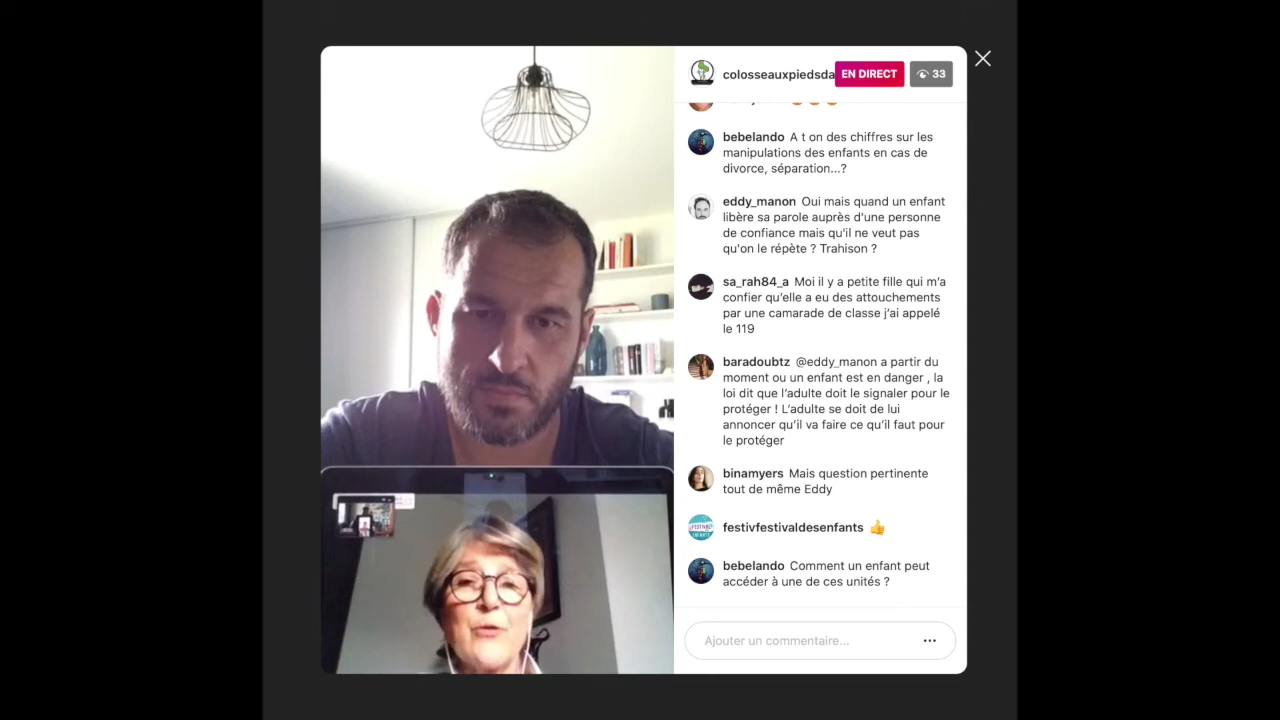 colosseauxpiedsda
EN DIRECT
33
bebelando A t on des chiffres sur les
manipulations des enfants en cas de
divorce, séparation...?
eddy_manon Oui mais quand un enfant
libère sa parole auprès d'une personne
de confiance mais qu'il ne veut pas
qu'on le répète ? Trahison ?
sa_rah84_a Moi il y a petite fille qui m'a
confier qu'elle a eu des attouchements
par une camarade de classe j'ai appelé
le 119
baradoubtz @eddy_manon a partir du
moment ou un enfant est en danger , la
loi dit que l'adulte doit le signaler pour le
protéger ! L'adulte se doit de lui
annoncer qu'il va faire ce qu'il faut pour
le protéger
binamyers Mais question pertinente
tout de même Eddy
festivfestivaldesenfants 👍
bebelando Comment un enfant peut
accéder à une de ces unités ?
Ajouter un commentaire...